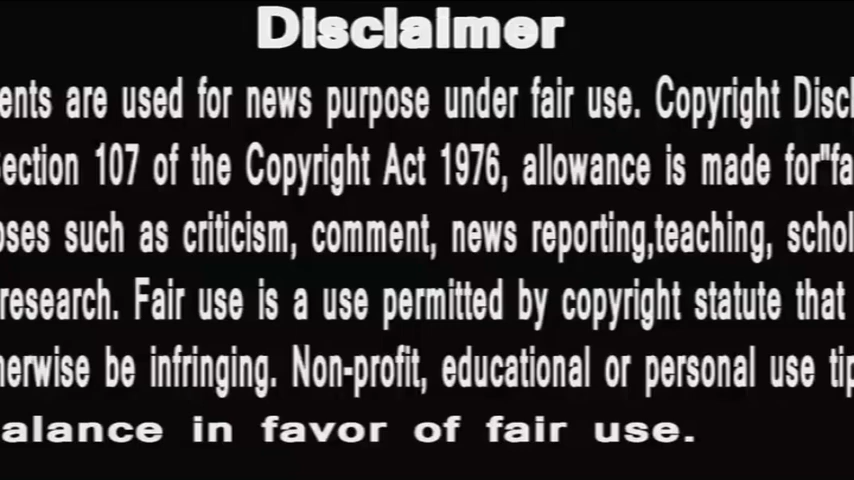 Disclaimer
ents are used for news purpose under fair use. Copyright Discl
ection 107 of the Copyright Act 1976, allowance is made for"fa
oses such as criticism, comment, news reporting,teaching, schol
research. Fair use is a use permitted by copyright statute that
herwise be infringing. Non-profit, educational or personal use tip
alance in favor of fair use.